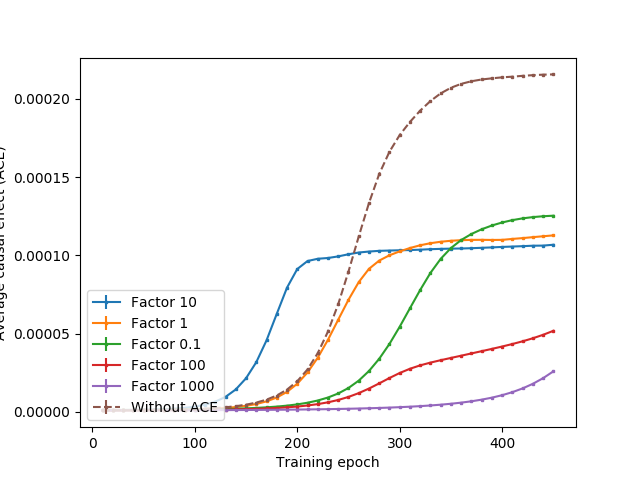 Average causal effect (ACE)
0.00020
0.00015
0.00010
0.00005
0.00000
Factor 10
Factor 1
Factor 0.1
Factor 100
Factor 1000
Without ACE
0
100
200
300
400
Training epoch